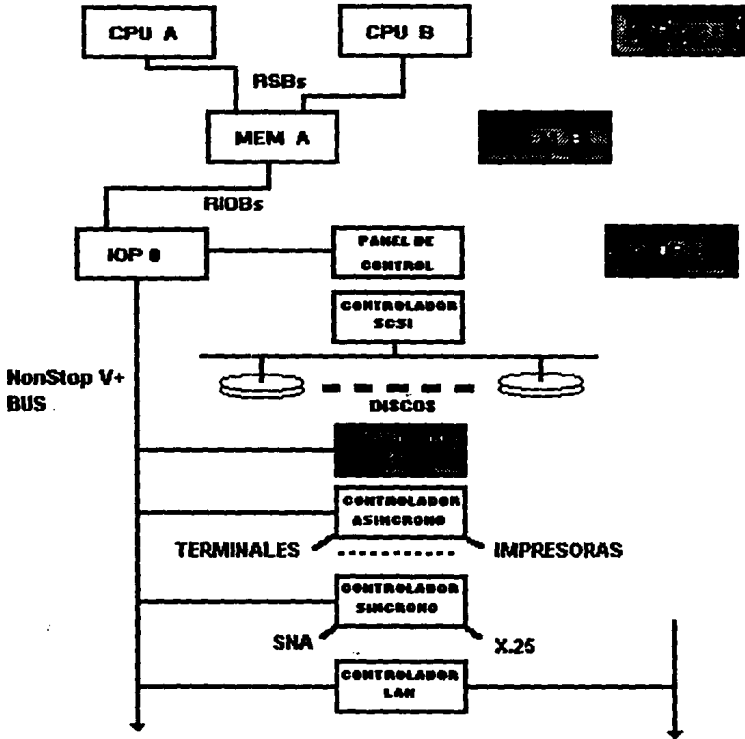 CPU A
CPU B
RSBs
MEM A
RIOBs
IOP 0
PANEL DE
CONTROL
CONTROLADOR
SCSI
NonStop V+
BUS
DISCOS
CONTROLADOR
ASINCRONO
TERMINALES
IMPRESORAS
CONTROLADOR
SINCRONO
SNA
X.25
CONTROLADOR
LAN